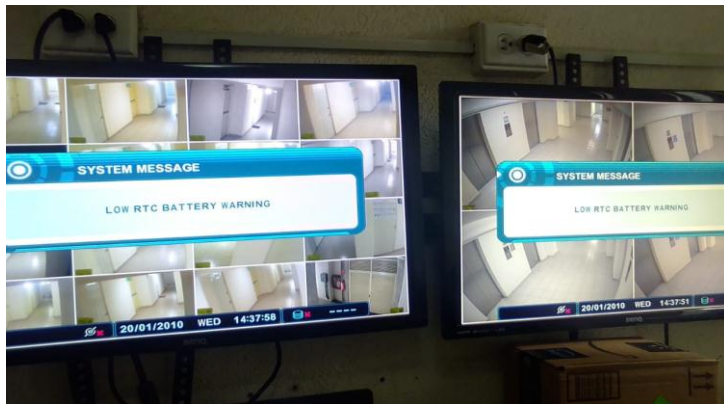 SYSTEM MESSAGE
LOW RTC BATTERY WARNING
20/01/2010 WED 14:37:58 ----
SYSTEM MESSAGE
LOW RTC BATTERY WARNING
20/01/2010 WED 14:37:51
BENQ